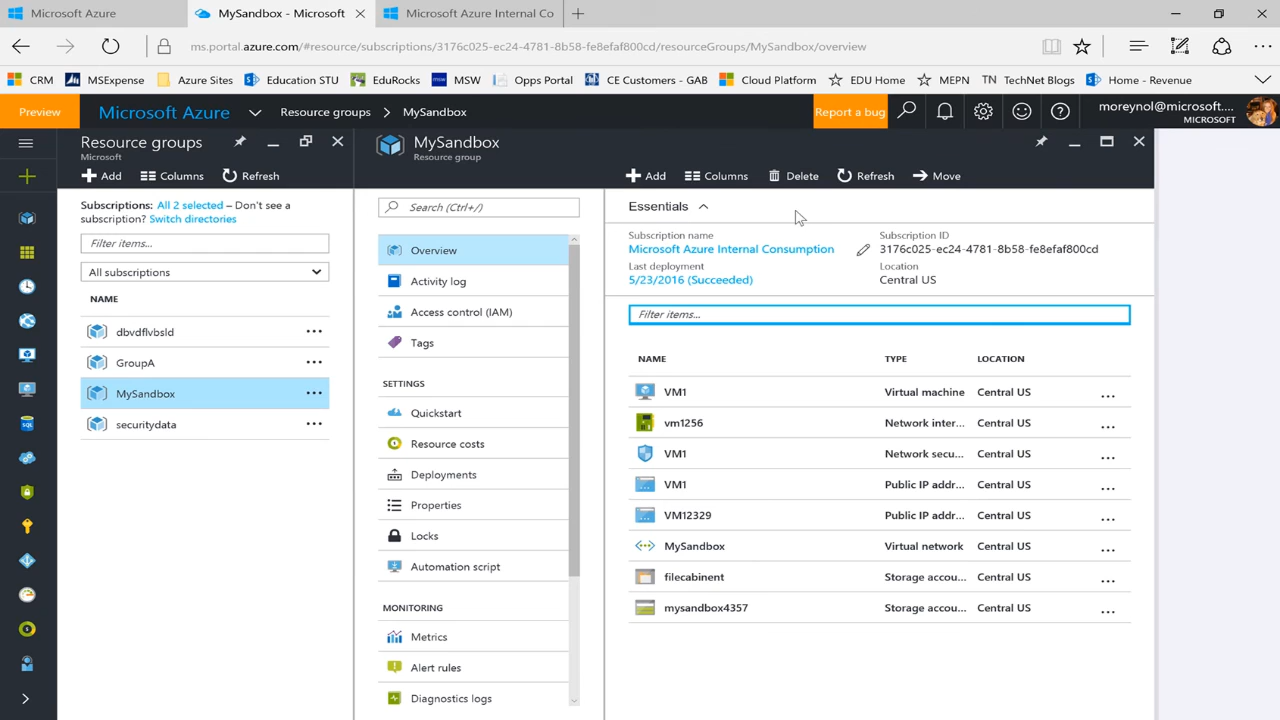 Microsoft Azure
MySandbox - Microsoft
Microsoft Azure Internal Co
ms.portal.azure.com/#resource/subscriptions/3176c025-ec24-4781-8b58-fe8efaf800cd/resourceGroups/MySandbox/overview
CRM MSExpense Azure Sites Education STU EduRocks msw MSW Opps Portal CE Customers - GAB Cloud Platform EDU Home MEPN TN TechNet Blogs Home - Revenue
Preview Microsoft Azure Resource groups MySandbox Report a bug moreynol@microsoft....
MICROSOFT
Resource groups
Microsoft
Add Columns Refresh
Subscriptions: All 2 selected – Don't see a
subscription? Switch directories
Filter items...
All subscriptions
NAME
dbvdflvbsld ...
GroupA ...
MySandbox ...
securitydata ...
MySandbox
Resource group
Search (Ctrl+/)
Overview
Activity log
Access control (IAM)
Tags
SETTINGS
Quickstart
Resource costs
Deployments
Properties
Locks
Automation script
MONITORING
Metrics
Alert rules
Diagnostics logs
Add Columns Delete Refresh Move
Essentials
Subscription name
Microsoft Azure Internal Consumption
Last deployment
5/23/2016 (Succeeded)
Subscription ID
3176c025-ec24-4781-8b58-fe8efaf800cd
Location
Central US
Filter items...
NAME TYPE LOCATION
VM1 Virtual machine Central US ...
vm1256 Network inter... Central US ...
VM1 Network secu... Central US ...
VM1 Public IP addr... Central US ...
VM12329 Public IP addr... Central US ...
MySandbox Virtual network Central US ...
filecabinent Storage accou... Central US ...
mysandbox4357 Storage accou... Central US ...
SQL